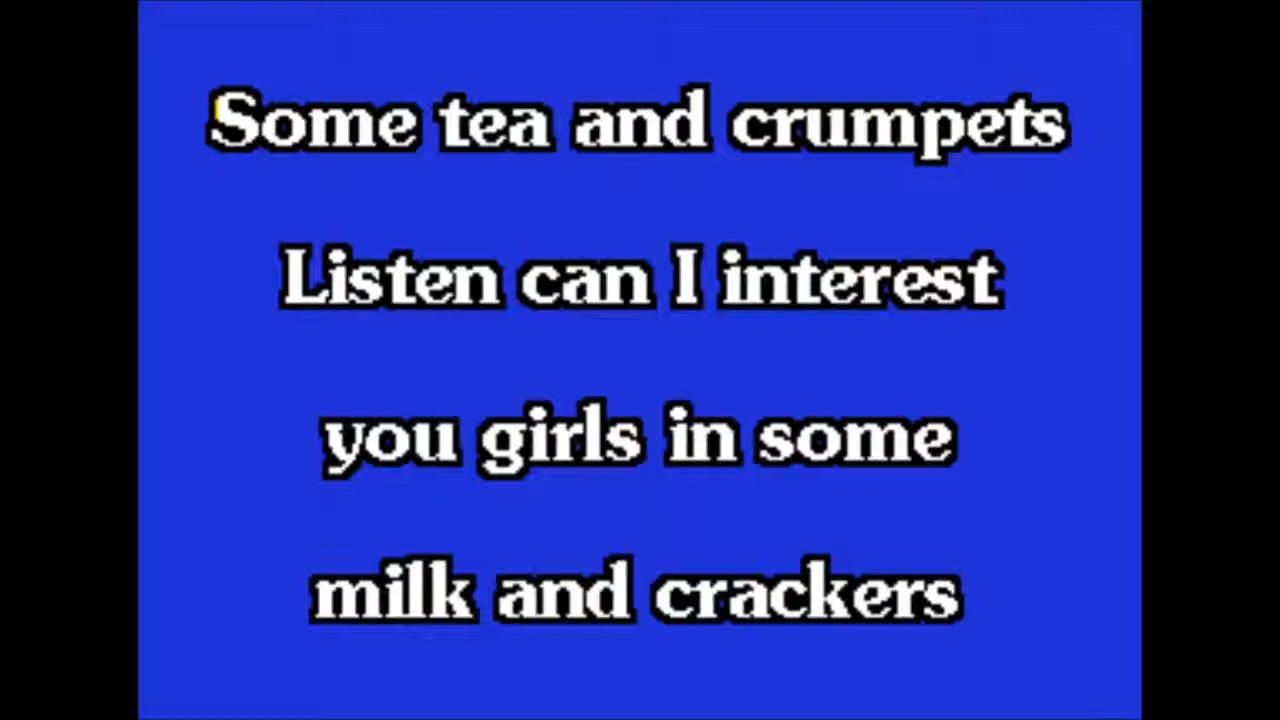 Some tea and crumpets
Listen can I interest
you girls in some
milk and crackers